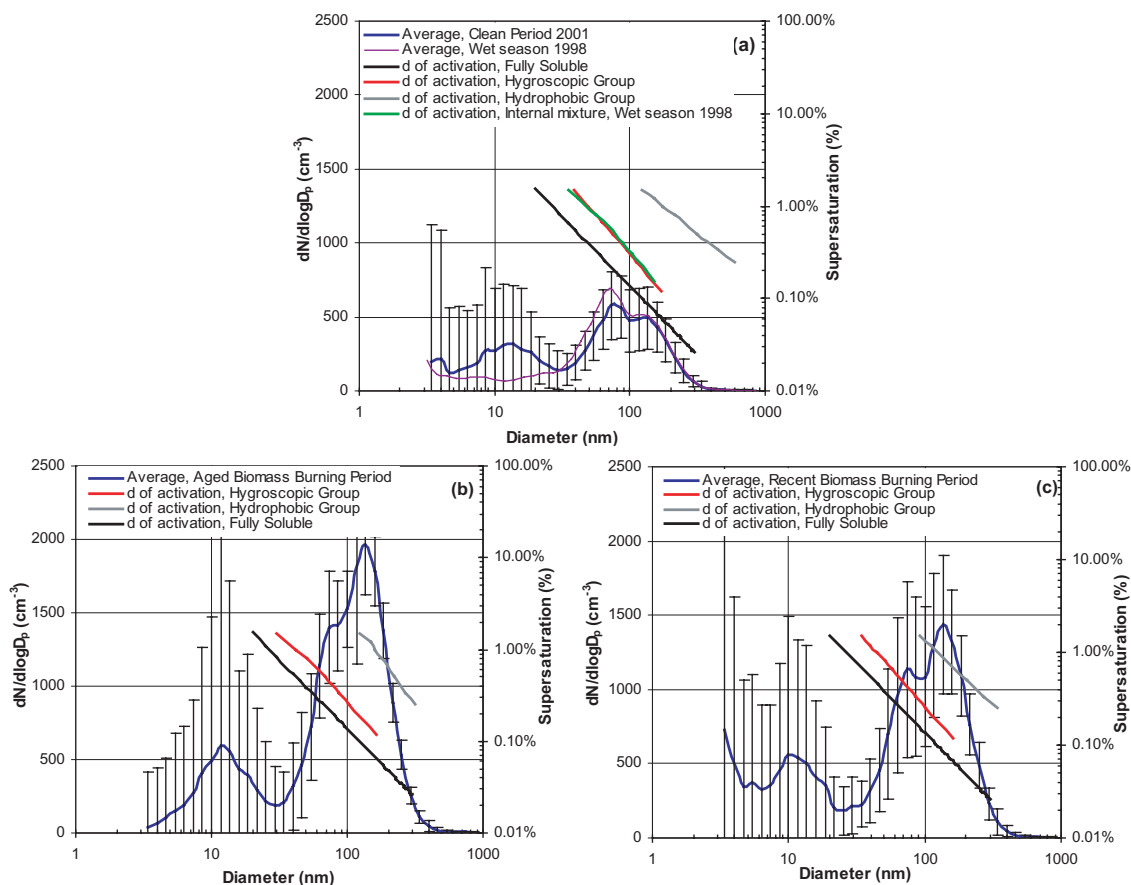 (a)
Average, Clean Period 2001
Average, Wet season 1998
d of activation, Fully Soluble
d of activation, Hygroscopic Group
d of activation, Hydrophobic Group
d of activation, Internal mixture, Wet season 1998
dN/dlogDp (cm-3)
2500
2000
1500
1000
500
0
100.00%
10.00%
1.00%
0.10%
0.01%
Supersaturation (%)
1 10 100 1000
Diameter (nm)
(b)
Average, Aged Biomass Burning Period
d of activation, Hygroscopic Group
d of activation, Hydrophobic Group
d of activation, Fully Soluble
dN/dlogDp (cm-3)
2500
2000
1500
1000
500
0
100.00%
10.00%
1.00%
0.10%
0.01%
Supersaturation (%)
1 10 100 1000
Diameter (nm)
(c)
Average, Recent Biomass Burning Period
d of activation, Hygroscopic Group
d of activation, Hydrophobic Group
d of activation, Fully Soluble
dN/dlogDp (cm-3)
2500
2000
1500
1000
500
0
100.00%
10.00%
1.00%
0.10%
0.01%
Supersaturation (%)
1 10 100 1000
Diameter (nm)